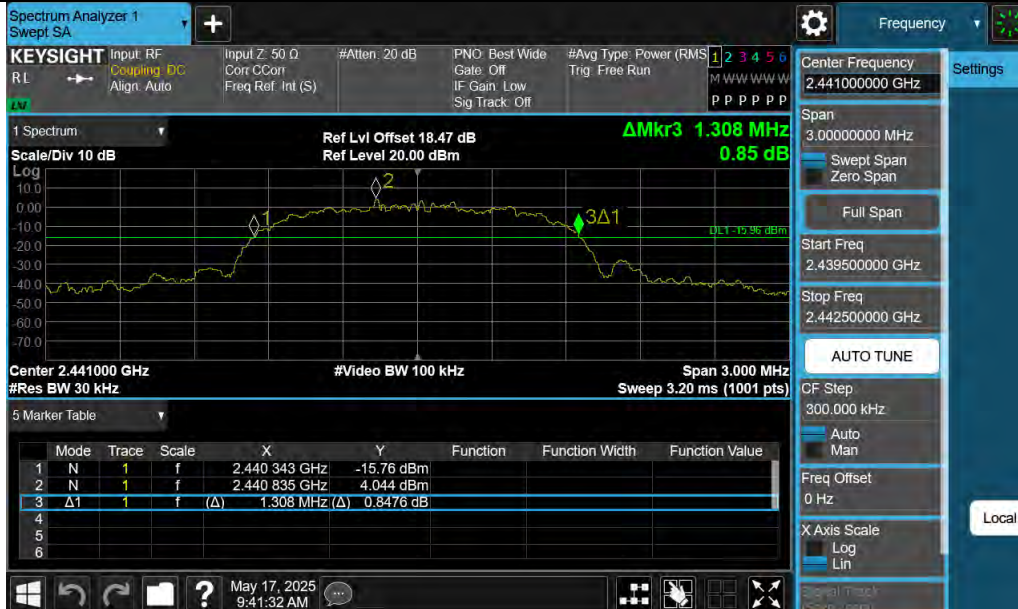 Spectrum Analyzer 1
Swept SA
+
Frequency
KEYSIGHT
RL
LXI
Input: RF
Coupling: DC
Align: Auto
Input Z: 50 Ω
Corr CCorr
Freq Ref: Int (S)
#Atten: 20 dB
PNO: Best Wide
Gate: Off
IF Gain: Low
Sig Track: Off
#Avg Type: Power (RMS
Trig: Free Run
1 2 3 4 5 6
M W W W W W
P P P P P P
1 Spectrum
Scale/Div 10 dB
Ref Lvl Offset 18.47 dB
Ref Level 20.00 dBm
ΔMkr3 1.308 MHz
0.85 dB
Log
10.0
0.00
-10.0
-20.0
-30.0
-40.0
-50.0
-60.0
-70.0
1
2
3Δ1
DL1 -15.96 dBm
Center 2.441000 GHz
#Video BW 100 kHz
Span 3.000 MHz
#Res BW 30 kHz
Sweep 3.20 ms (1001 pts)
5 Marker Table
Mode Trace Scale X Y Function Function Width Function Value
1 N 1 f 2.440 343 GHz -15.76 dBm
2 N 1 f 2.440 835 GHz 4.044 dBm
3 Δ1 1 f (Δ) 1.308 MHz (Δ) 0.8476 dB
4
5
6
?
May 17, 2025
9:41:32 AM
Center Frequency
2.441000000 GHz
Settings
Span
3.00000000 MHz
Swept Span
Zero Span
Full Span
Start Freq
2.439500000 GHz
Stop Freq
2.442500000 GHz
AUTO TUNE
CF Step
300.000 kHz
Auto
Man
Freq Offset
0 Hz
Local
X Axis Scale
Log
Lin
Signal Track